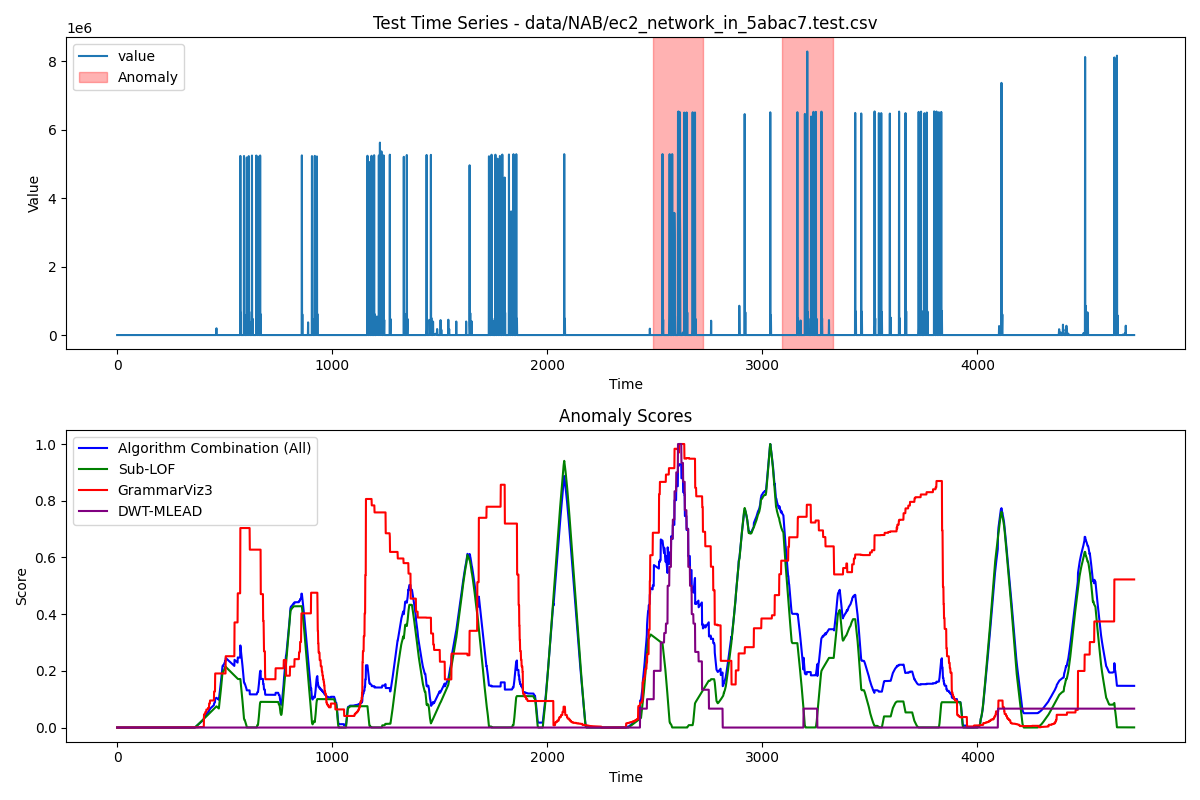 Test Time Series - data/NAB/ec2_network_in_5abac7.test.csv
1e6
value
Anomaly
8
6
4
2
0
Value
0 1000 2000 3000 4000
Time
Anomaly Scores
Algorithm Combination (All)
Sub-LOF
GrammarViz3
DWT-MLEAD
1.0
0.8
0.6
0.4
0.2
0.0
Score
0 1000 2000 3000 4000
Time